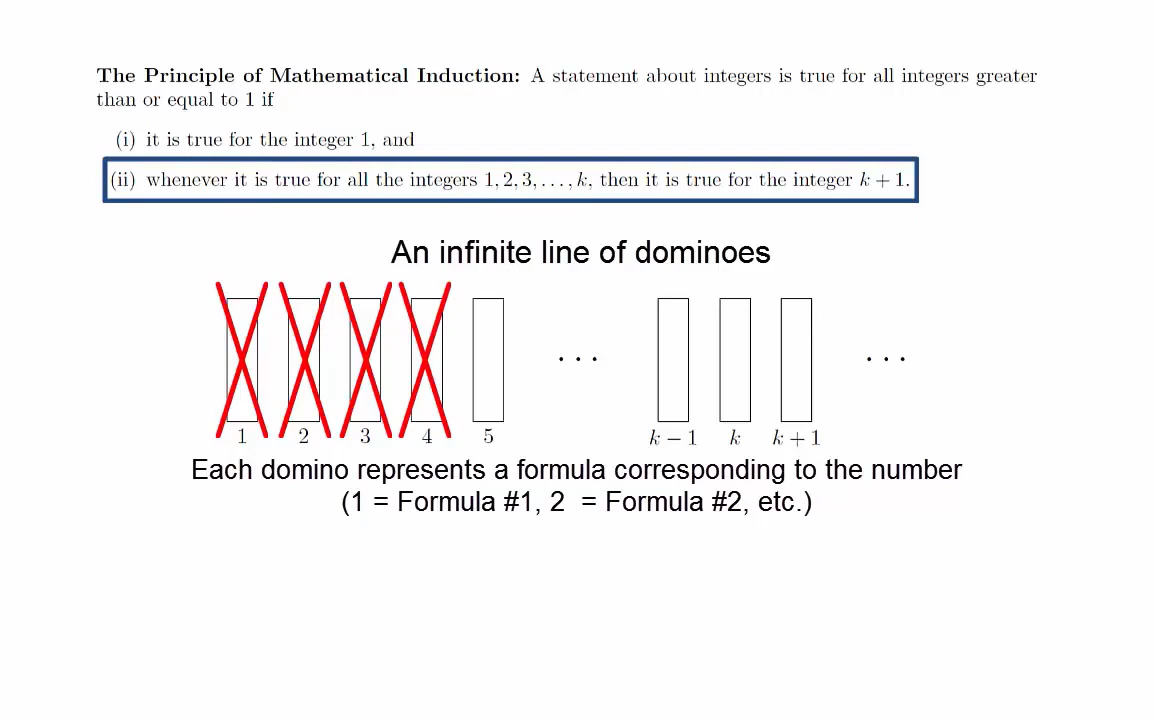 The Principle of Mathematical Induction: A statement about integers is true for all integers greater
than or equal to 1 if
(i) it is true for the integer 1, and
(ii) whenever it is true for all the integers 1, 2, 3, . . . , k, then it is true for the integer k + 1.
An infinite line of dominoes
. . . . . .
1 2 3 4 5 k − 1 k k + 1
Each domino represents a formula corresponding to the number
(1 = Formula #1, 2  = Formula #2, etc.)